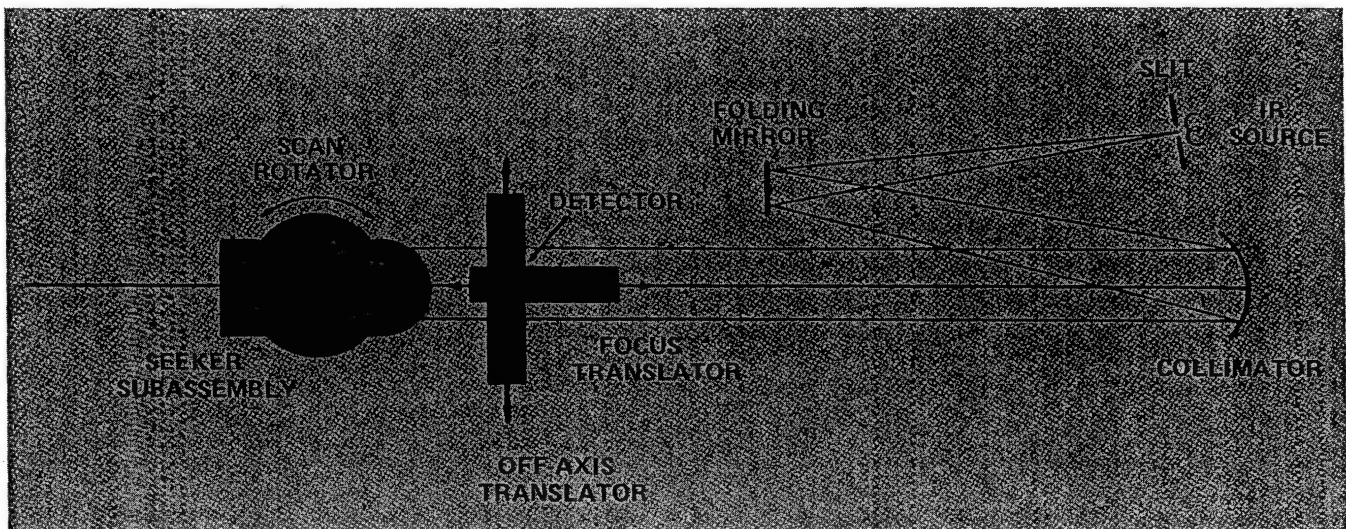 SLIT
FOLDING
MIRROR
IR
SOURCE
SCAN
ROTATOR
DETECTOR
SEEKER
SUBASSEMBLY
FOCUS
TRANSLATOR
COLLIMATOR
OFF-AXIS
TRANSLATOR